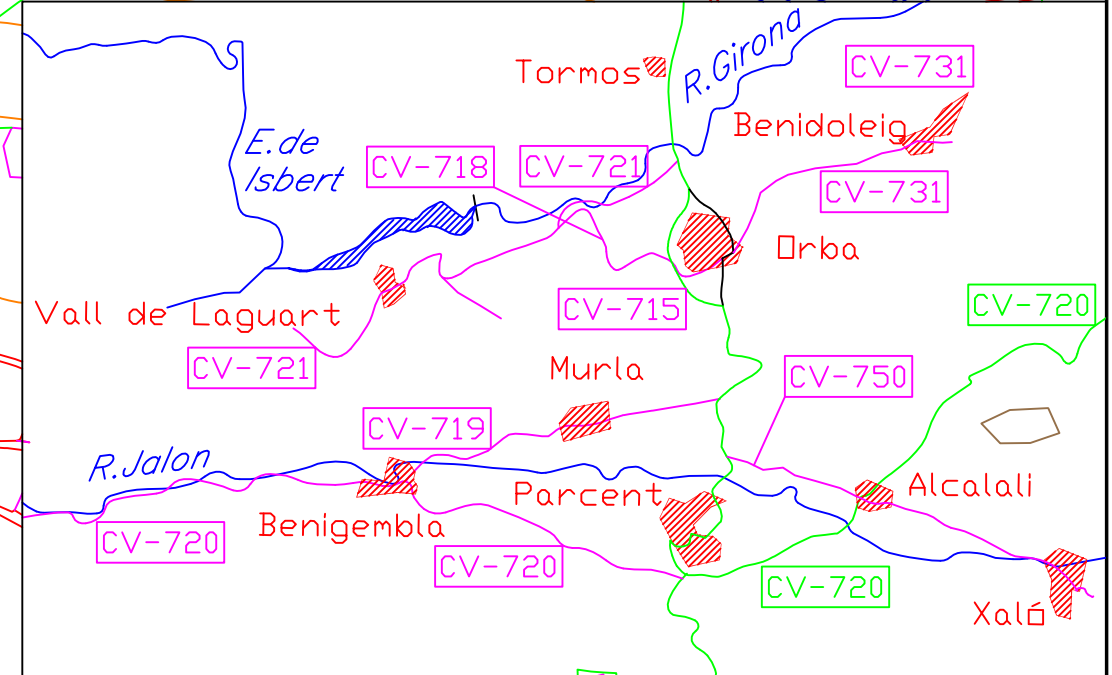 R.Girona
CV-731
Tormos
Benidoleig
E.de
Isbert
CV-718
CV-721
CV-731
Orba
Vall de Laguart
CV-715
CV-720
CV-721
Murla
CV-750
CV-719
R.Jalon
Parcent
Alcalali
Benigembla
CV-720
CV-720
CV-720
Xaló